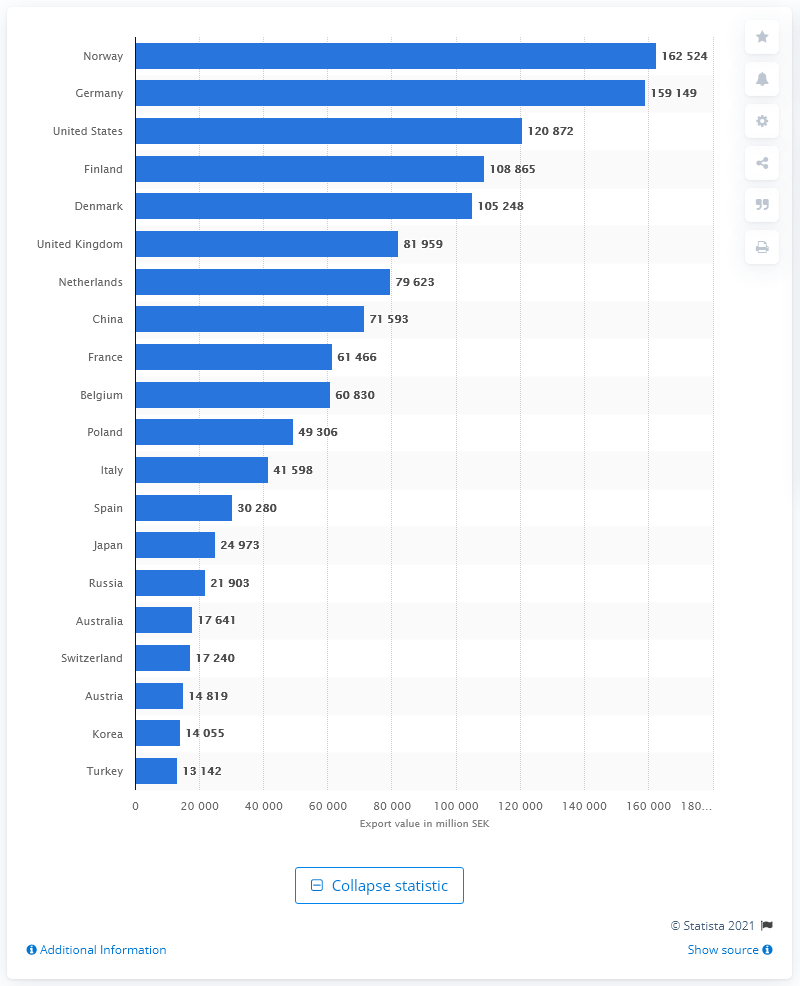 Norway 162 524
Germany 159 149
United States 120 872
Finland 108 865
Denmark 105 248
United Kingdom 81 959
Netherlands 79 623
China 71 593
France 61 466
Belgium 60 830
Poland 49 306
Italy 41 598
Spain 30 280
Japan 24 973
Russia 21 903
Australia 17 641
Switzerland 17 240
Austria 14 819
Korea 14 055
Turkey 13 142
0 20 000 40 000 60 000 80 000 100 000 120 000 140 000 160 000 180...
Export value in million SEK
Collapse statistic
© Statista 2021
Additional Information Show source